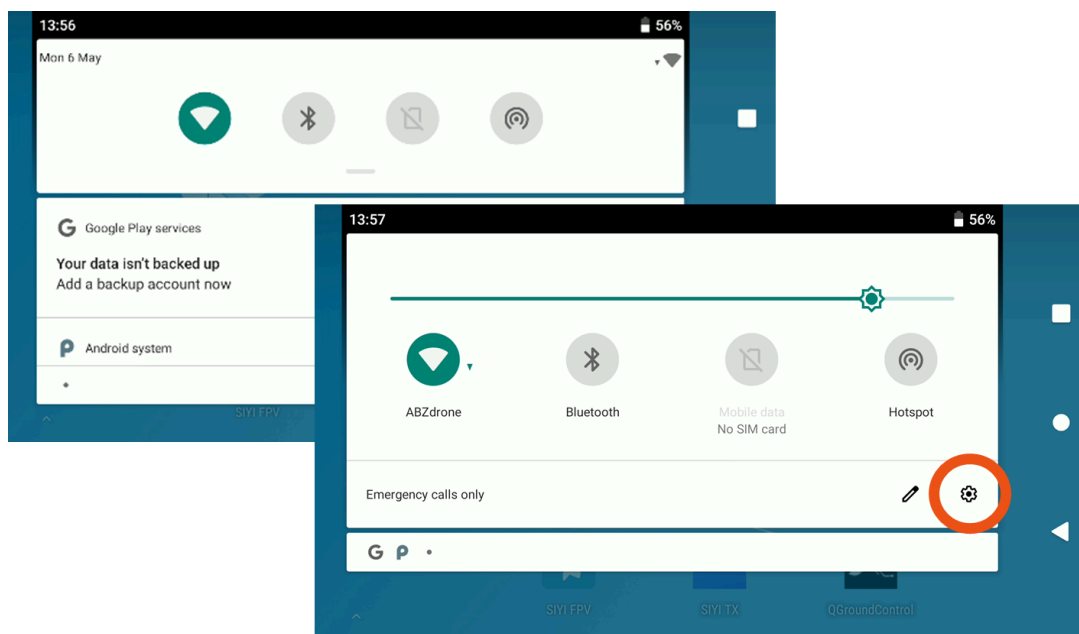 13:56
56%
Mon 6 May
Google Play services
Your data isn't backed up
Add a backup account now
Android system
SIYI FPV
13:57
56%
ABZdrone
Bluetooth
Mobile data
No SIM card
Hotspot
Emergency calls only
SIYI FPV
SIYI TX
QGroundControl